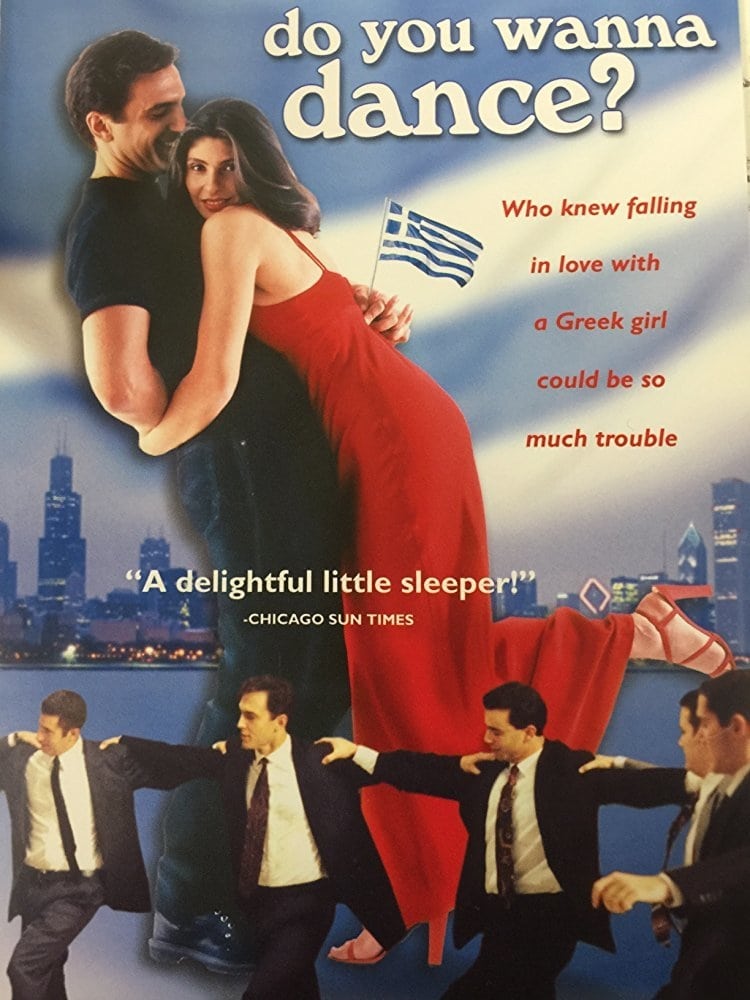 do you wanna
dance?
Who knew falling
in love with
a Greek girl
could be so
much trouble
“A delightful little sleeper!”
-CHICAGO SUN TIMES